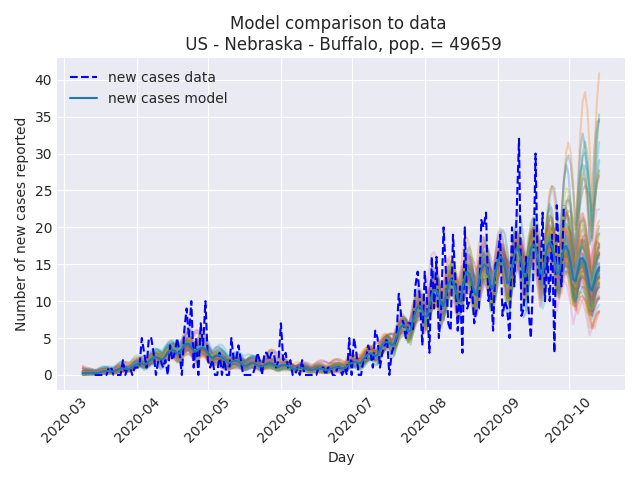 Model comparison to data
US - Nebraska - Buffalo, pop. = 49659
new cases data
new cases model
Number of new cases reported
40
35
30
25
20
15
10
5
0
2020-03
2020-04
2020-05
2020-06
2020-07
2020-08
2020-09
2020-10
Day